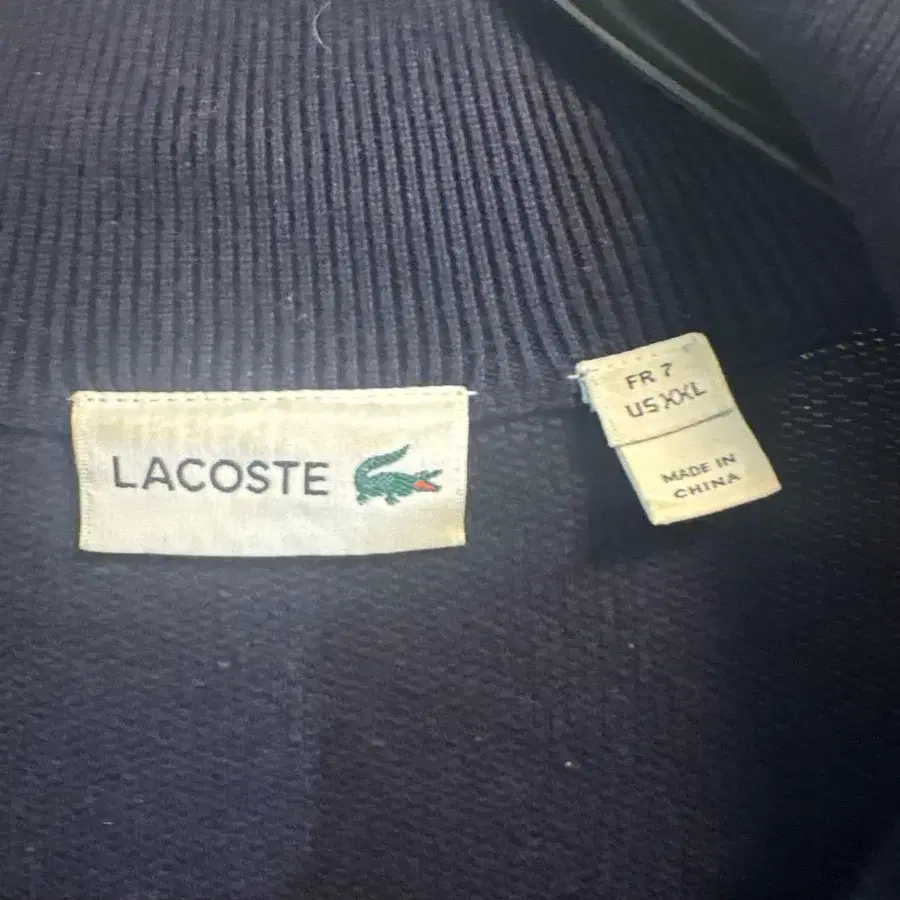 LACOSTE
FR 7
US XXL
MADE IN
CHINA